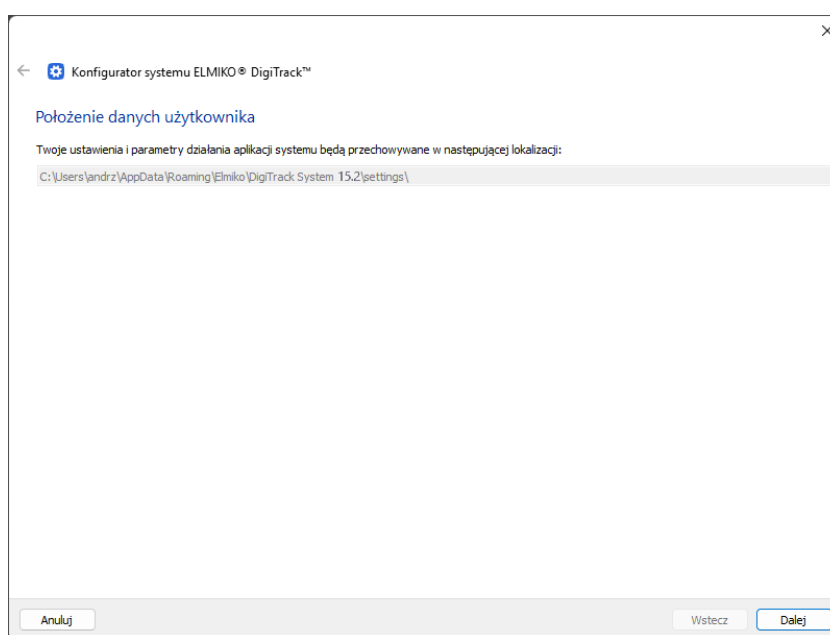 Konfigurator systemu ELMIKO® DigiTrack™
Położenie danych użytkownika
Twoje ustawienia i parametry działania aplikacji systemu będą przechowywane w następującej lokalizacji:
C:\Users\andrz\AppData\Roaming\Elmiko\DigiTrack System 15.2\settings\
Anuluj
Wstecz
Dalej